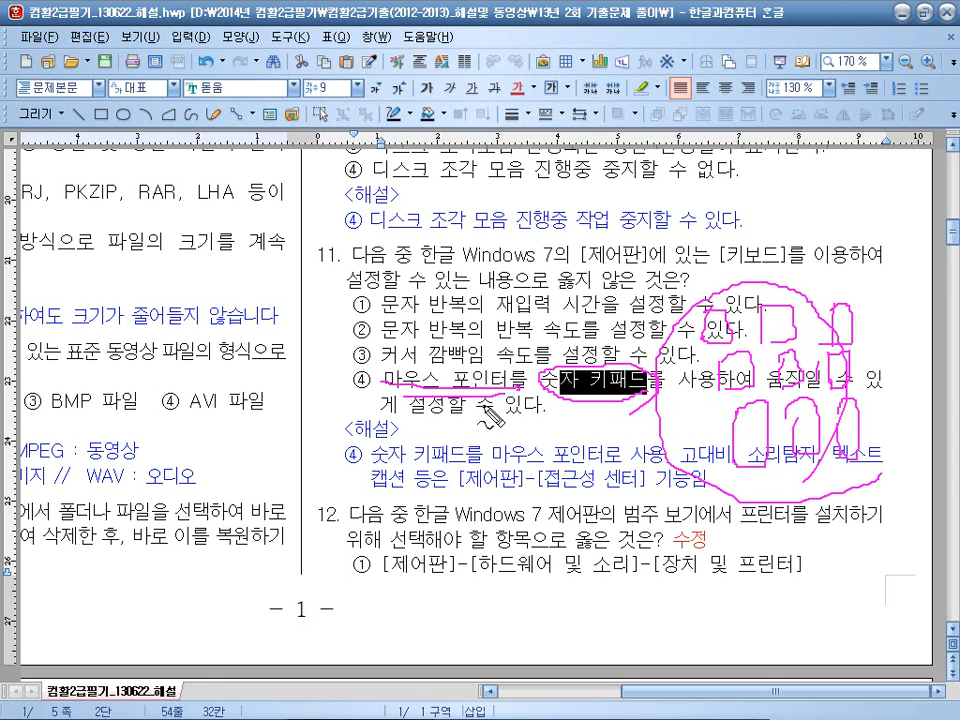 컴활2급필기_130622_해설.hwp [D:\2014년 컴활2급필기\컴활2급기출(2012-2013)_해설및 동영상\13년 2회 기출문제 풀이\] - 한글과컴퓨터 한글
파일(F) 편집(E) 보기(U) 입력(D) 모양(J) 도구(K) 표(Q) 창(W) 도움말(H)
170 %
문제본문 대표 돋움 9 가 가 가 가 가 가 130 %
그리기
0 1 2 3 4 5 6 7 8 9 10
④ 디스크 조각 모음 진행중 중지할 수 없다.
<해설>
④ 디스크 조각 모음 진행중 작업 중지할 수 있다.
11. 다음 중 한글 Windows 7의 [제어판]에 있는 [키보드]를 이용하여
설정할 수 있는 내용으로 옳지 않은 것은?
① 문자 반복의 재입력 시간을 설정할 수 있다.
② 문자 반복의 반복 속도를 설정할 수 있다.
③ 커서 깜빡임 속도를 설정할 수 있다.
④ 마우스 포인터를 숫자 키패드를 사용하여 움직일 수 있
게 설정할 수 있다.
<해설>
④ 숫자 키패드를 마우스 포인터로 사용, 고대비, 소리탐지, 텍스트
캡션 등은 [제어판]-[접근성 센터] 기능임
12. 다음 중 한글 Windows 7 제어판의 범주 보기에서 프린터를 설치하기
위해 선택해야 할 항목으로 옳은 것은? 수정
① [제어판]-[하드웨어 및 소리]-[장치 및 프린터]
RJ, PKZIP, RAR, LHA 등이
방식으로 파일의 크기를 계속
하여도 크기가 줄어들지 않습니다
있는 표준 동영상 파일의 형식으로
③ BMP 파일 ④ AVI 파일
MPEG : 동영상
미지 // WAV : 오디오
에서 폴더나 파일을 선택하여 바로
여 삭제한 후, 바로 이를 복원하기
- 1 -
컴활2급필기_130622_해설
1/ 5 쪽 2단 54줄 32칸 1/ 1 구역 삽입